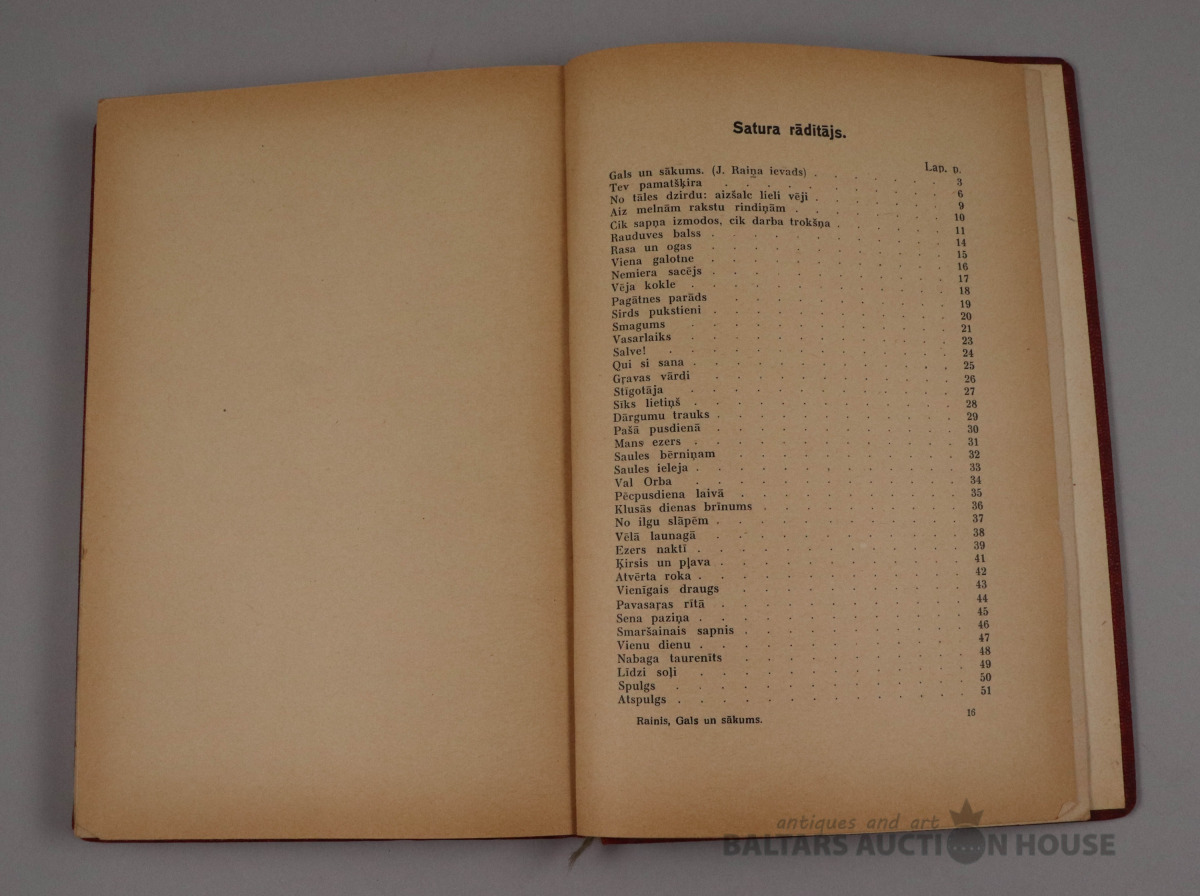 Satura rādītājs.
Lap. p.
Gals un sākums. (J. Raiņa ievads) . . . . . . 3
Tev pamatšķira . . . . . . . . 6
No tāles dzirdu: aizšalc lieli vēji . . . . . . 9
Aiz melnām rakstu rindiņām . . . . . . 10
Cik sapņa izmodos, cik darba trokšņa . . . . . 11
Rauduves balss . . . . . . . . . 14
Rasa un ogas . . . . . . . . . 15
Viena galotne . . . . . . . . . 16
Nemiera sacējs . . . . . . . . . 17
Vēja kokle . . . . . . . . . . 18
Pagātnes parāds . . . . . . . . 19
Sirds pukstieni . . . . . . . . . 20
Smagums . . . . . . . . . . 21
Vasarlaiks . . . . . . . . . . 23
Salve! . . . . . . . . . . 24
Qui si sana . . . . . . . . . . 25
Gŗavas vārdi . . . . . . . . . 26
Stīgotāja . . . . . . . . . . 27
Sīks lietiņš . . . . . . . . . . 28
Dārgumu trauks . . . . . . . . . 29
Pašā pusdienā . . . . . . . . . 30
Mans ezers . . . . . . . . . . 31
Saules bērniņam . . . . . . . . . 32
Saules ieleja . . . . . . . . . . 33
Val Orba . . . . . . . . . . 34
Pēcpusdiena laivā . . . . . . . . 35
Klusās dienas brīnums . . . . . . . 36
No ilgu slāpēm . . . . . . . . . 37
Vēlā launagā . . . . . . . . . 38
Ezers naktī . . . . . . . . . . 39
Ķirsis un pļava . . . . . . . . . 41
Atvērta roka . . . . . . . . . . 42
Vienīgais draugs . . . . . . . . . 43
Pavasaŗas rītā . . . . . . . . . 44
Sena paziņa . . . . . . . . . . 45
Smaršainais sapnis . . . . . . . . 46
Vienu dienu . . . . . . . . . . 47
Nabaga taurenīts . . . . . . . . 48
Līdzi soļi . . . . . . . . . . 49
Spulgs . . . . . . . . . . . 50
Atspulgs . . . . . . . . . . . 51
Rainis, Gals un sākums. 16
antiques and art
BALTARS AUCTION HOUSE